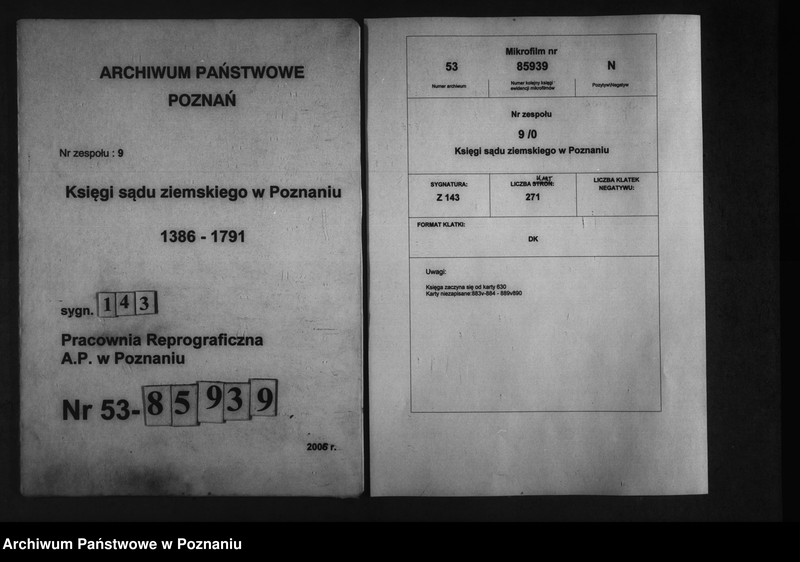 ARCHIWUM PAŃSTWOWE
POZNAŃ
Nr zespołu : 9
Księgi sądu ziemskiego w Poznaniu
1386 - 1791
sygn. 143
Pracownia Reprograficzna
A.P. w Poznaniu
Nr 53-85939
2006 r.
Mikrofilm nr
53 85939 N
Numer archiwum Numer kolejny księgi ewidencji mikrofilmów Pozytyw/Negatyw
Nr zespołu
9 /0
Księgi sądu ziemskiego w Poznaniu
SYGNATURA:
Z 143
kart
LICZBA STRON:
271
LICZBA KLATEK
NEGATYWU:
FORMAT KLATKI:
DK
Uwagi:
Księga zaczyna się od karty 630
Karty niezapisane:883v-884 - 889v890
Archiwum Państwowe w Poznaniu